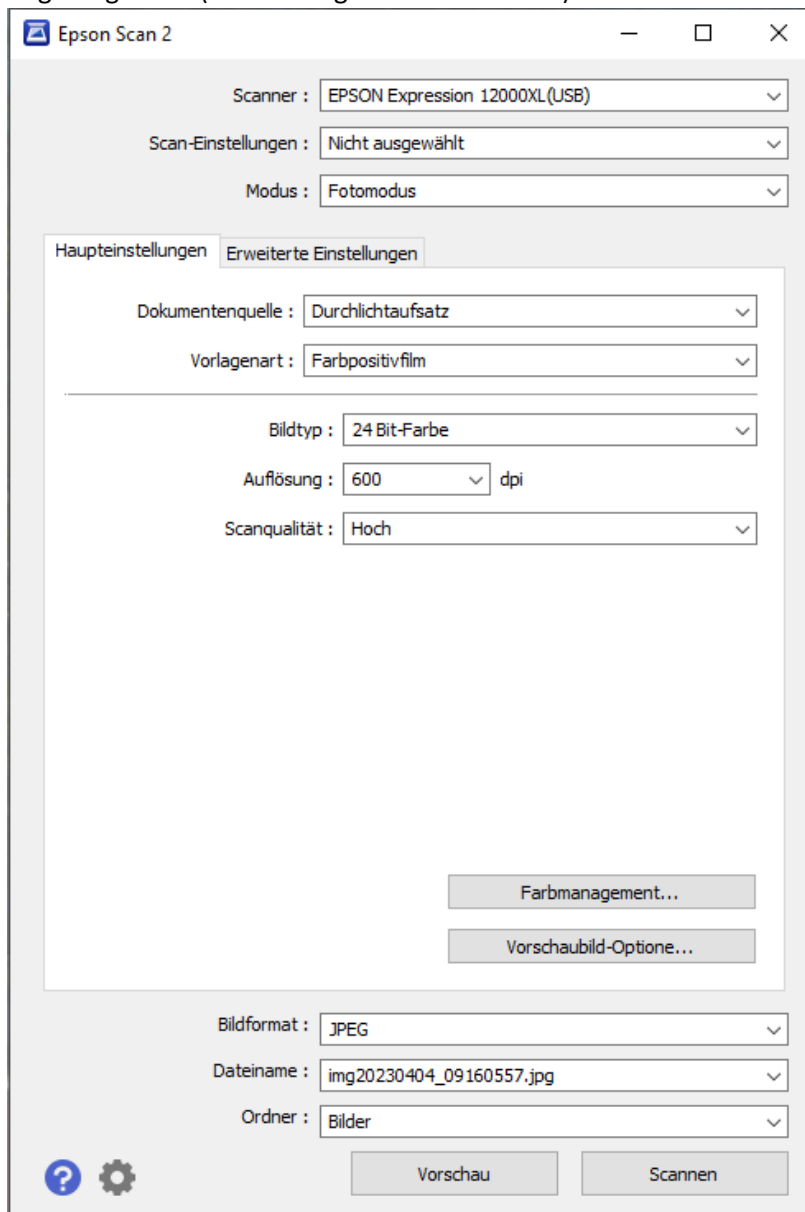 Epson Scan 2
Scanner : EPSON Expression 12000XL(USB)
Scan-Einstellungen : Nicht ausgewählt
Modus : Fotomodus
Haupteinstellungen Erweiterte Einstellungen
Dokumentenquelle : Durchlichtaufsatz
Vorlagenart : Farbpositivfilm
Bildtyp : 24 Bit-Farbe
Auflösung : 600 dpi
Scanqualität : Hoch
Farbmanagement...
Vorschaubild-Optione...
Bildformat : JPEG
Dateiname : img20230404_09160557.jpg
Ordner : Bilder
? Vorschau Scannen